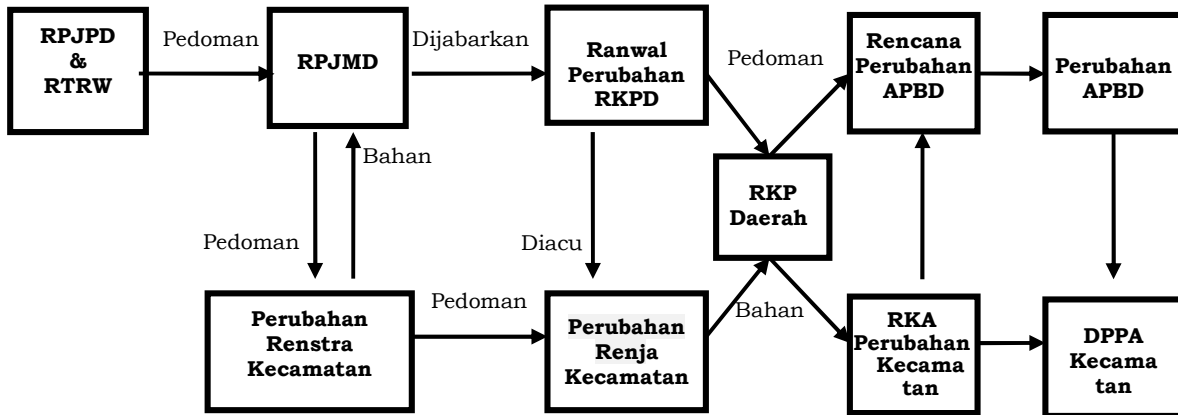 RPJPD
&
RTRW
Pedoman
RPJMD
Dijabarkan
Ranwal
Perubahan
RKPD
Pedoman
Rencana
Perubahan
APBD
Perubahan
APBD
Bahan
RKP
Daerah
Pedoman
Diacu
Perubahan
Renstra
Kecamatan
Pedoman
Perubahan
Renja
Kecamatan
Bahan
RKA
Perubahan
Kecama
tan
DPPA
Kecama
tan